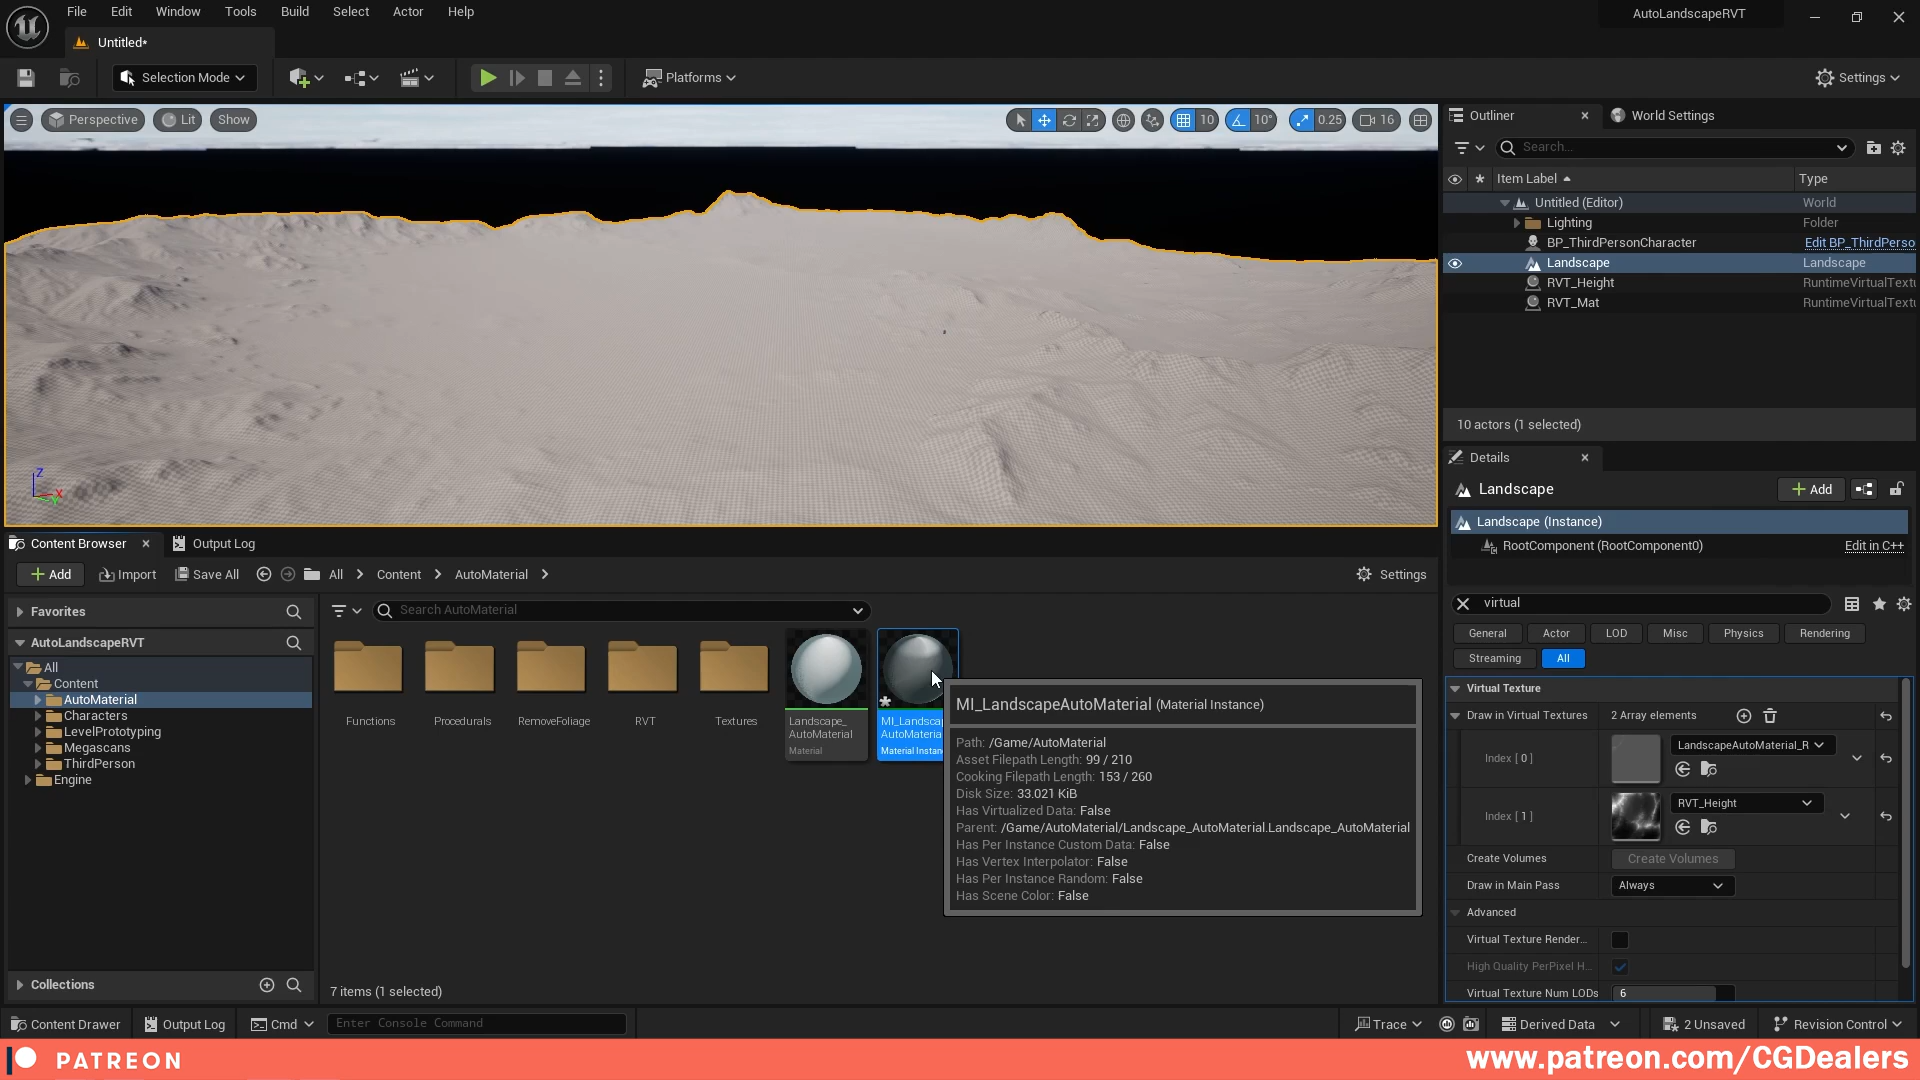 File Edit Window Tools Build Select Actor Help
AutoLandscapeRVT
Untitled*
Selection Mode
Platforms
Settings
Perspective Lit Show
10 10° 0.25 16
Outliner
World Settings
Search...
Item Label Type
Untitled (Editor) World
Lighting Folder
BP_ThirdPersonCharacter Edit BP_ThirdPerso
Landscape Landscape
RVT_Height RuntimeVirtualTextu
RVT_Mat RuntimeVirtualTextu
10 actors (1 selected)
Details
Landscape
Add
Landscape (Instance)
RootComponent (RootComponent0) Edit in C++
virtual
General Actor LOD Misc Physics Rendering
Streaming All
Virtual Texture
Draw in Virtual Textures 2 Array elements
Index [ 0 ] LandscapeAutoMaterial_R
Index [ 1 ] RVT_Height
Create Volumes Create Volumes
Draw in Main Pass Always
Advanced
Virtual Texture Render...
High Quality PerPixel H...
Virtual Texture Num LODs 6
Content Browser
Output Log
Add Import Save All All Content AutoMaterial
Settings
Favorites
AutoLandscapeRVT
All
Content
AutoMaterial
Characters
LevelPrototyping
Megascans
ThirdPerson
Engine
Collections
Search AutoMaterial
Functions Procedurals RemoveFoliage RVT Textures
Landscape_
AutoMaterial
Material
MI_Landscap
AutoMateria
Material Instan
MI_LandscapeAutoMaterial (Material Instance)
Path: /Game/AutoMaterial
Asset Filepath Length: 99 / 210
Cooking Filepath Length: 153 / 260
Disk Size: 33.021 KiB
Has Virtualized Data: False
Parent: /Game/AutoMaterial/Landscape_AutoMaterial.Landscape_AutoMaterial
Has Per Instance Custom Data: False
Has Vertex Interpolator: False
Has Per Instance Random: False
Has Scene Color: False
7 items (1 selected)
Content Drawer Output Log Cmd Enter Console Command
Trace Derived Data 2 Unsaved Revision Control
PATREON
www.patreon.com/CGDealers
Z
X